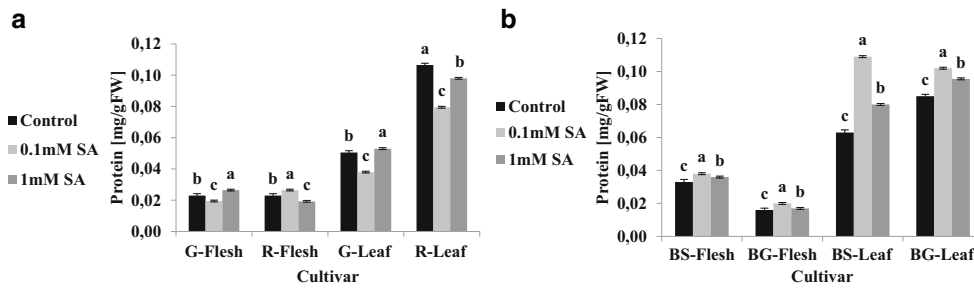 a
Protein [mg/gFW]
0,12
0,10
0,08
0,06
0,04
0,02
0,00
Control
0.1mM SA
1mM SA
b c a
b a c
b c a
a c b
G-Flesh R-Flesh G-Leaf R-Leaf
Cultivar
b
Protein [mg/gFW]
0,12
0,10
0,08
0,06
0,04
0,02
0,00
Control
0.1mM SA
1mM SA
c a b
c a b
c a b
c a b
BS-Flesh BG-Flesh BS-Leaf BG-Leaf
Cultivar